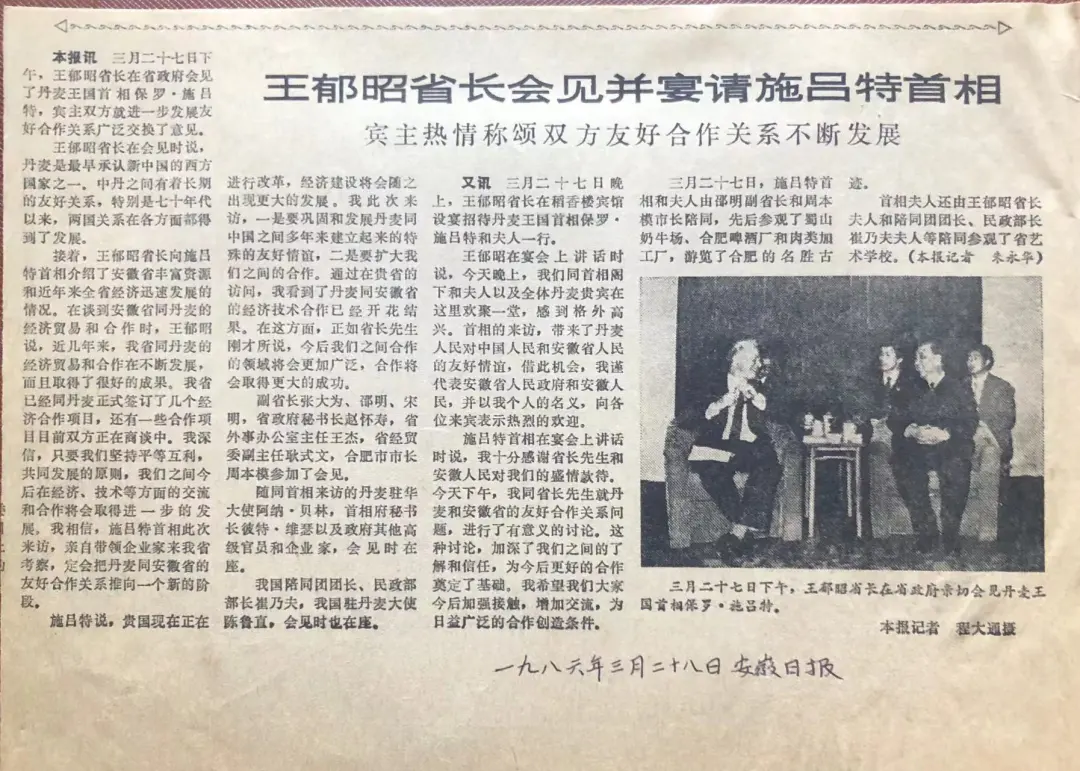 王郁昭省长会见并宴请施吕特首相
宾主热情称颂双方友好合作关系不断发展
本报讯 三月二十七日下
午，王郁昭省长在省政府会见
了丹麦王国首相保罗·施吕
特，宾主双方就进一步发展友
好合作关系广泛交换了意见。
王郁昭省长在会见时说，
丹麦是最早承认新中国的西方
国家之一。中丹之间有着长期
的友好关系，特别是七十年代
以来，两国关系在各方面都得
到了发展。
接着，王郁昭省长向施吕
特首相介绍了安徽省丰富资源
和近年来全省经济迅速发展的
情况。在谈到安徽省同丹麦的
经济贸易和合作时，王郁昭
说，近几年来，我省同丹麦的
经济贸易和合作在不断发展，
而且取得了很好的成果。我省
已经同丹麦正式签订了几个经
济合作项目，还有一些合作项
目目前双方正在商谈中。我深
信，只要我们坚持平等互利，
共同发展的原则，我们之间今
后在经济、技术等方面的交流
和合作将会取得进一步的发
展。我相信，施吕特首相此次
来访，亲自带领企业家来我省
考察，定会把丹麦同安徽省的
友好合作关系推向一个新的阶
段。
施吕特说，贵国现在正在
进行改革，经济建设将会随之
出现更大的发展。我此次来
访，一是要巩固和发展丹麦同
中国之间多年来建立起来的特
殊的友好情谊，二是要扩大我
们之间的合作。通过在贵省的
访问，我看到了丹麦同安徽省
的经济技术合作已经开花结
果。在这方面，正如省长先生
刚才所说，今后我们之间合作
的领域将会更加广泛，合作将
会取得更大的成功。
副省长张大为、邵明、宋
明，省政府秘书长赵怀寿，省
外事办公室主任王杰，省经贸
委副主任耿式文，合肥市市长
周本模参加了会见。
随同首相来访的丹麦驻华
大使阿纳·贝林，首相府秘书
长彼特·维瑟以及政府其他高
级官员和企业家，会见时在
座。
我国陪同团团长、民政部
部长崔乃夫，我国驻丹麦大使
陈鲁直，会见时也在座。
又讯 三月二十七日晚
上，王郁昭省长在稻香楼宾馆
设宴招待丹麦王国首相保罗·
施吕特和夫人一行。
王郁昭在宴会上讲话时
说，今天晚上，我们同首相阁
下和夫人以及全体丹麦贵宾在
这里欢聚一堂，感到格外高
兴。首相的来访，带来了丹麦
人民对中国人民和安徽省人民
的友好情谊，借此机会，我谨
代表安徽省人民政府和安徽人
民，并以我个人的名义，向各
位来宾表示热烈的欢迎。
施吕特首相在宴会上讲话
时说，我十分感谢省长先生和
安徽人民对我们的盛情款待。
今天下午，我同省长先生就丹
麦和安徽省的友好合作关系问
题，进行了有意义的讨论。这
种讨论，加深了我们之间的了
解和信任，为今后更好的合作
奠定了基础。我希望我们大家
今后加强接触，增加交流，为
日益广泛的合作创造条件。
三月二十七日，施吕特首
相和夫人由邵明副省长和周本
模市长陪同，先后参观了蜀山
奶牛场、合肥啤酒厂和肉类加
工厂，游览了合肥的名胜古
迹。
首相夫人还由王郁昭省长
夫人和陪同团团长、民政部长
崔乃夫夫人等陪同参观了省艺
术学校。（本报记者 朱永华）
三月二十七日下午，王郁昭省长在省政府亲切会见丹麦王
国首相保罗·施吕特。
本报记者 程大通摄
一九八六年三月二十八日 安徽日报